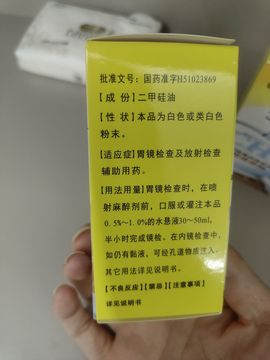 批准文号：国药准字H51023869
【成 份】二甲硅油
【性 状】本品为白色或类白色
粉末。
【适应症】胃镜检查及放射检查
辅助用药。
【用法用量】胃镜检查时，在喷
射麻醉剂前，口服或灌注本品
0.5%～1.0%的水悬液30～50ml,
半小时完成镜检。在内镜检查中，
如仍有黏液，可经孔道物质注入。
其它用法详见说明书。
【不良反应】【禁忌】【注意事项】
详见说明书